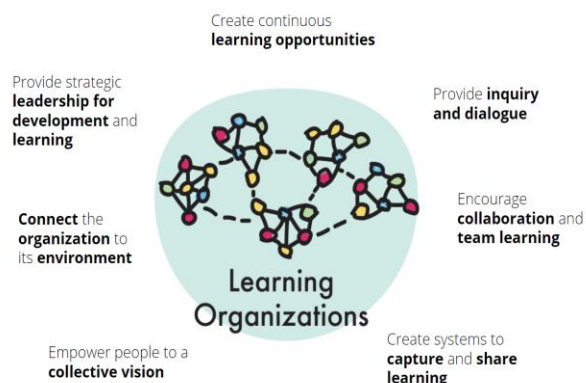 Create continuous
learning opportunities
Provide strategic
leadership for
development and
learning
Provide inquiry
and dialogue
Connect the
organization to
its environment
Encourage
collaboration and
team learning
Learning
Organizations
Empower people to a
collective vision
Create systems to
capture and share
learning